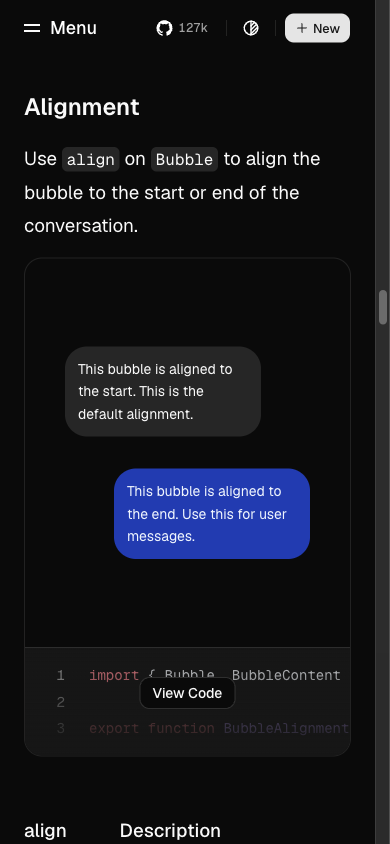 Menu 127k + New
Alignment
Use align on Bubble to align the
bubble to the start or end of the
conversation.
This bubble is aligned to
the start. This is the
default alignment.
This bubble is aligned to
the end. Use this for user
messages.
1 import { Bubble, BubbleContent
View Code
2
3 export function BubbleAlignment
align Description